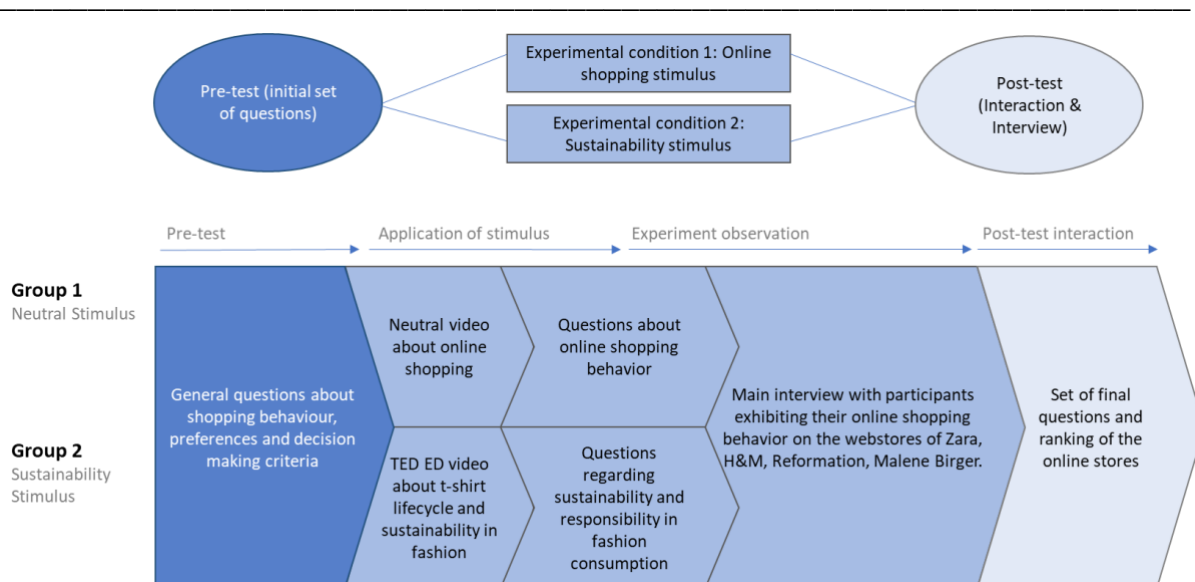 Pre-test (initial set
of questions)
Experimental condition 1: Online
shopping stimulus
Experimental condition 2:
Sustainability stimulus
Post-test
(Interaction &
Interview)
Pre-test
Application of stimulus
Experiment observation
Post-test interaction
Group 1
Neutral Stimulus
Group 2
Sustainability
Stimulus
General questions about
shopping behaviour,
preferences and decision
making criteria
Neutral video
about online
shopping
Questions about
online shopping
behavior
TED ED video
about t-shirt
lifecycle and
sustainability in
fashion
Questions
regarding
sustainability and
responsibility in
fashion
consumption
Main interview with participants
exhibiting their online shopping
behavior on the webstores of Zara,
H&M, Reformation, Malene Birger.
Set of final
questions and
ranking of the
online stores